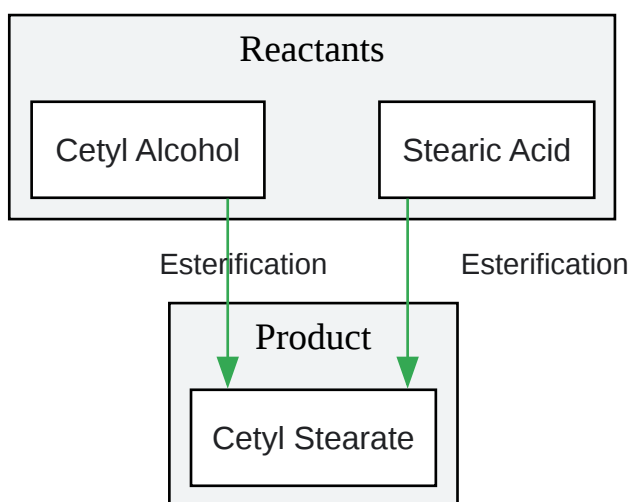 Reactants
Cetyl Alcohol
Stearic Acid
Esterification
Esterification
Product
Cetyl Stearate